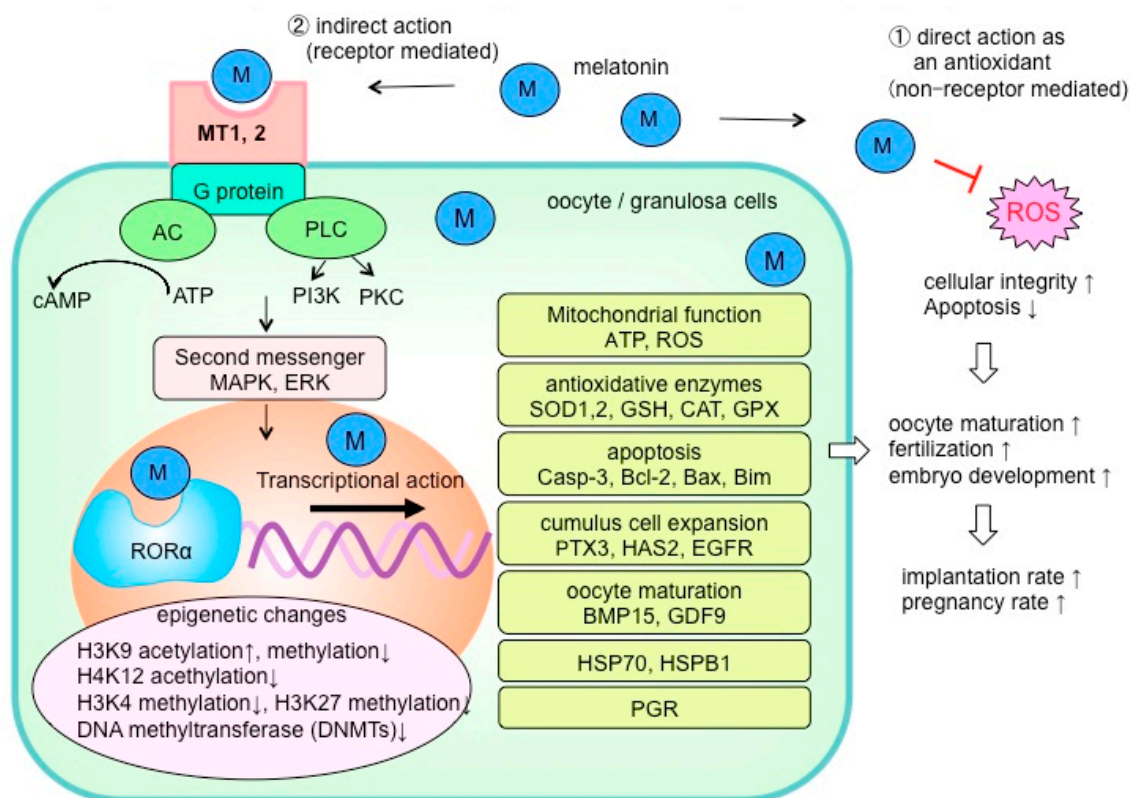 ② indirect action
(receptor mediated)
M
MT1, 2
G protein
AC
PLC
cAMP
ATP
PI3K
PKC
M
melatonin
M
① direct action as
an antioxidant
(non-receptor mediated)
M
ROS
M
oocyte / granulosa cells
M
Second messenger
MAPK, ERK
M
M
Transcriptional action
RORα
epigenetic changes
H3K9 acetylation↑, methylation↓
H4K12 acethylation↓
H3K4 methylation↓, H3K27 methylation↓
DNA methyltransferase (DNMTs)↓
Mitochondrial function
ATP, ROS
antioxidative enzymes
SOD1,2, GSH, CAT, GPX
apoptosis
Casp-3, Bcl-2, Bax, Bim
cumulus cell expansion
PTX3, HAS2, EGFR
oocyte maturation
BMP15, GDF9
HSP70, HSPB1
PGR
cellular integrity ↑
Apoptosis ↓
oocyte maturation ↑
fertilization ↑
embryo development ↑
implantation rate ↑
pregnancy rate ↑